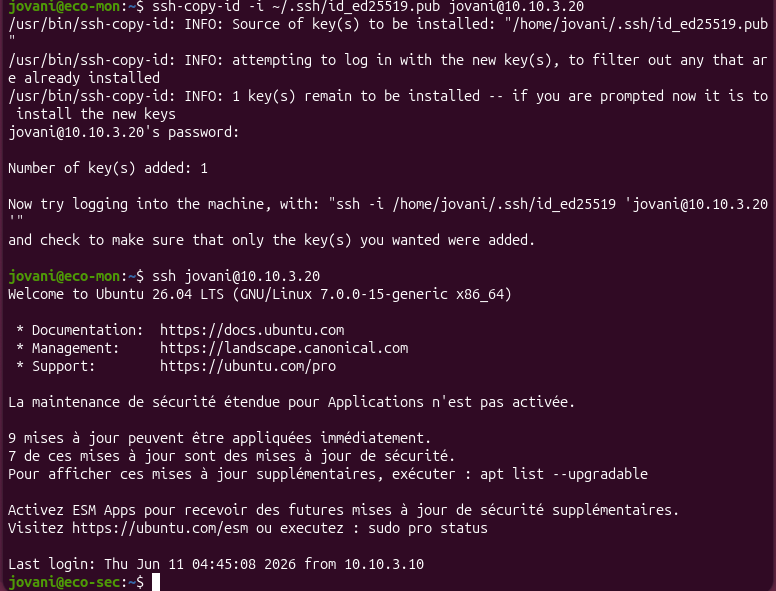 jovani@eco-mon:~$ ssh-copy-id -i ~/.ssh/id_ed25519.pub jovani@10.10.3.20
/usr/bin/ssh-copy-id: INFO: Source of key(s) to be installed: "/home/jovani/.ssh/id_ed25519.pub
"
/usr/bin/ssh-copy-id: INFO: attempting to log in with the new key(s), to filter out any that ar
e already installed
/usr/bin/ssh-copy-id: INFO: 1 key(s) remain to be installed -- if you are prompted now it is to
 install the new keys
jovani@10.10.3.20's password:

Number of key(s) added: 1

Now try logging into the machine, with: "ssh -i /home/jovani/.ssh/id_ed25519 'jovani@10.10.3.20
'"
and check to make sure that only the key(s) you wanted were added.

jovani@eco-mon:~$ ssh jovani@10.10.3.20
Welcome to Ubuntu 26.04 LTS (GNU/Linux 7.0.0-15-generic x86_64)

 * Documentation:  https://docs.ubuntu.com
 * Management:     https://landscape.canonical.com
 * Support:        https://ubuntu.com/pro

La maintenance de sécurité étendue pour Applications n'est pas activée.

9 mises à jour peuvent être appliquées immédiatement.
7 de ces mises à jour sont des mises à jour de sécurité.
Pour afficher ces mises à jour supplémentaires, exécuter : apt list --upgradable

Activez ESM Apps pour recevoir des futures mises à jour de sécurité supplémentaires.
Visitez https://ubuntu.com/esm ou executez : sudo pro status

Last login: Thu Jun 11 04:45:08 2026 from 10.10.3.10
jovani@eco-sec:~$